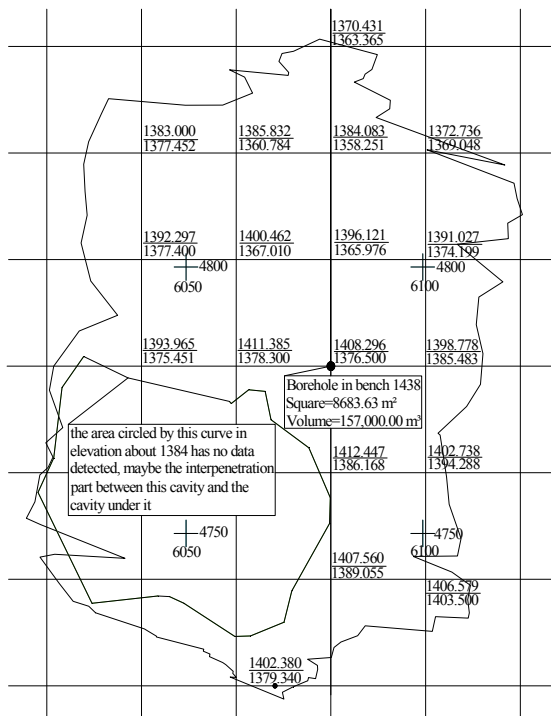 1370.431
1363.365
1383.000 1385.832 1384.083 1372.736
1377.452 1360.784 1358.251 1369.048
1392.297 1400.462 1396.121 1391.027
1377.400 1367.010 1365.976 1374.199
4800 4800
6050 6100
1393.965 1411.385 1408.296 1398.778
1375.451 1378.300 1376.500 1385.483
Borehole in bench 1438
Square=8683.63 m²
Volume=157,000.00 m³
the area circled by this curve in
elevation about 1384 has no data
detected, maybe the interpenetration
part between this cavity and the
cavity under it
1412.447 1402.738
1386.168 1394.288
4750 4750
6050 6100
1407.560 1406.579
1389.055 1403.500
1402.380
1379.340